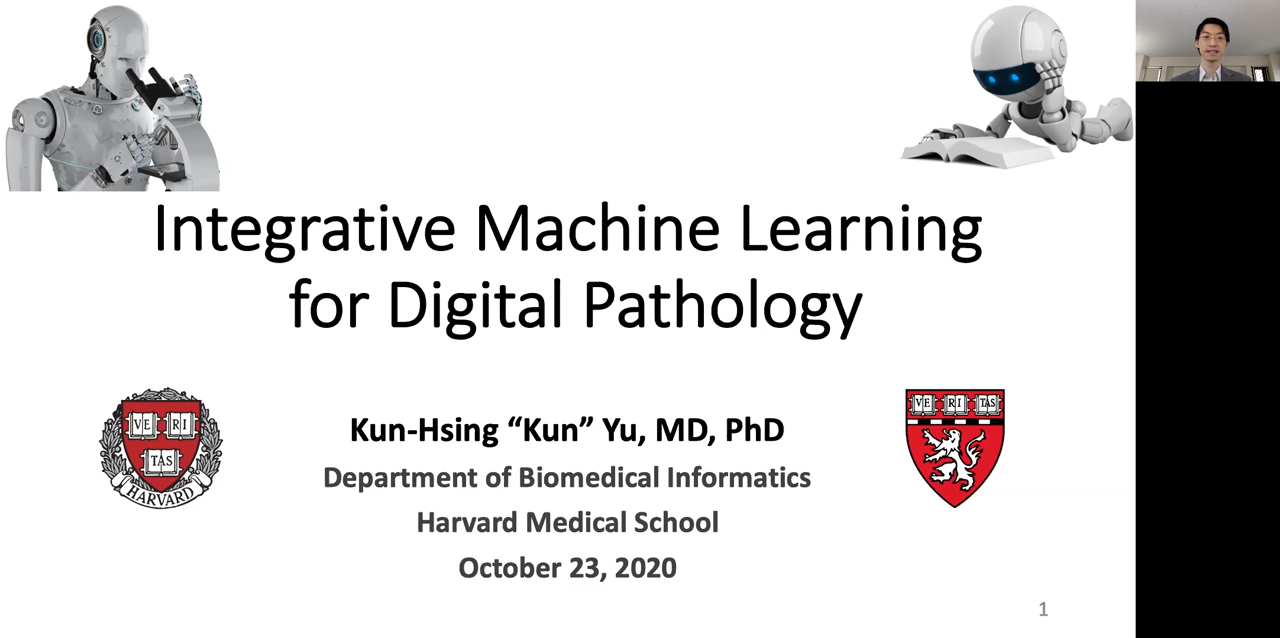 Integrative Machine Learning
for Digital Pathology
VE RI
TAS
HARVARD
Kun-Hsing “Kun” Yu, MD, PhD
Department of Biomedical Informatics
Harvard Medical School
October 23, 2020
VE RI TAS
1